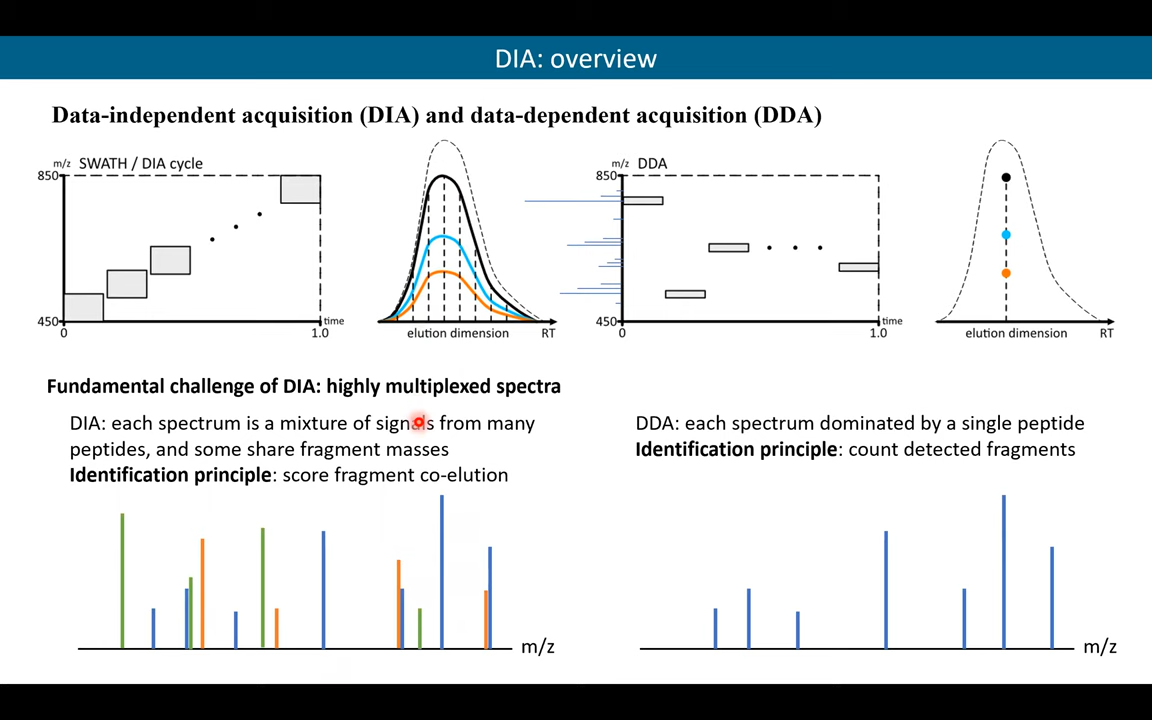 DIA: overview
Data-independent acquisition (DIA) and data-dependent acquisition (DDA)
m/z SWATH / DIA cycle
850
450
0
1.0
time
elution dimension
RT
m/z DDA
850
450
0
1.0
time
elution dimension
RT
Fundamental challenge of DIA: highly multiplexed spectra
DIA: each spectrum is a mixture of signals from many
peptides, and some share fragment masses
Identification principle: score fragment co-elution
DDA: each spectrum dominated by a single peptide
Identification principle: count detected fragments
m/z
m/z